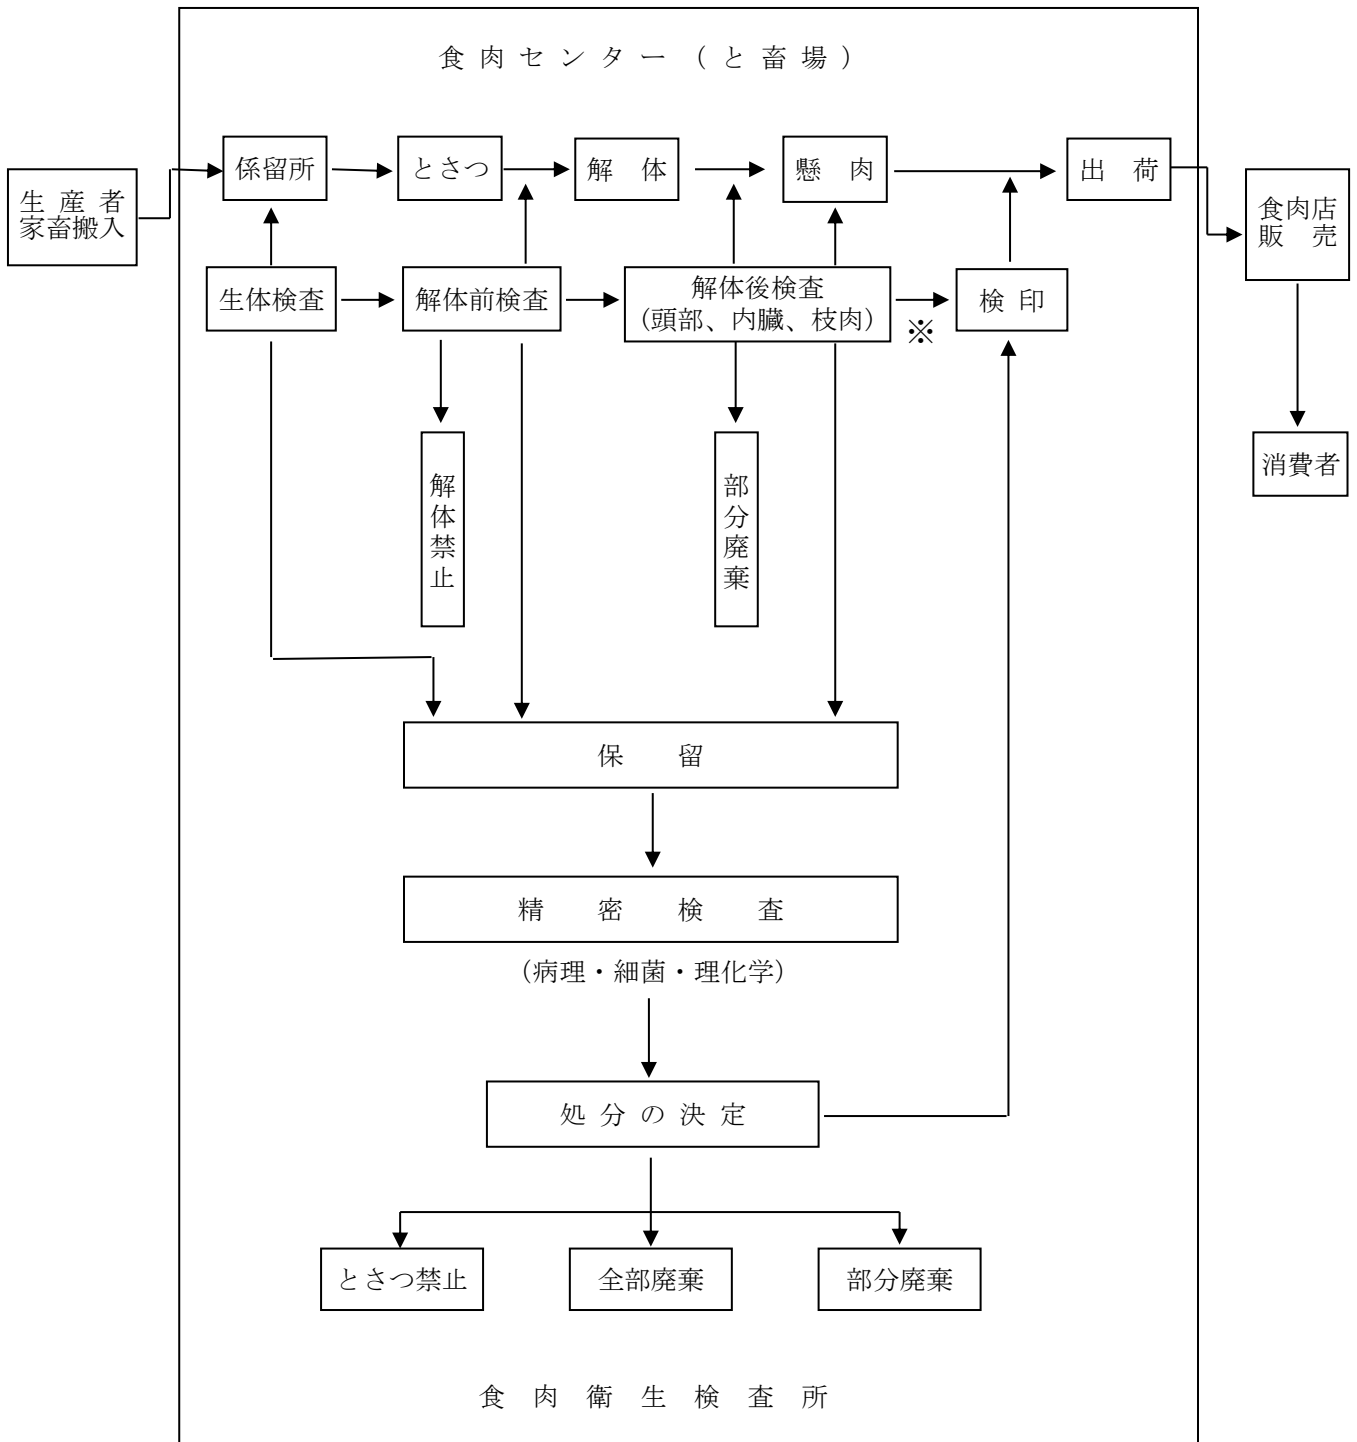 食肉センター（と畜場）
係留所
とさつ
解体
懸肉
出荷
生産者
家畜搬入
食肉店
販売
生体検査
解体前検査
解体後検査
（頭部、内臓、枝肉）
※
検印
消費者
解体禁止
部分廃棄
保留
精密検査
（病理・細菌・理化学）
処分の決定
とさつ禁止
全部廃棄
部分廃棄
食肉衛生検査所